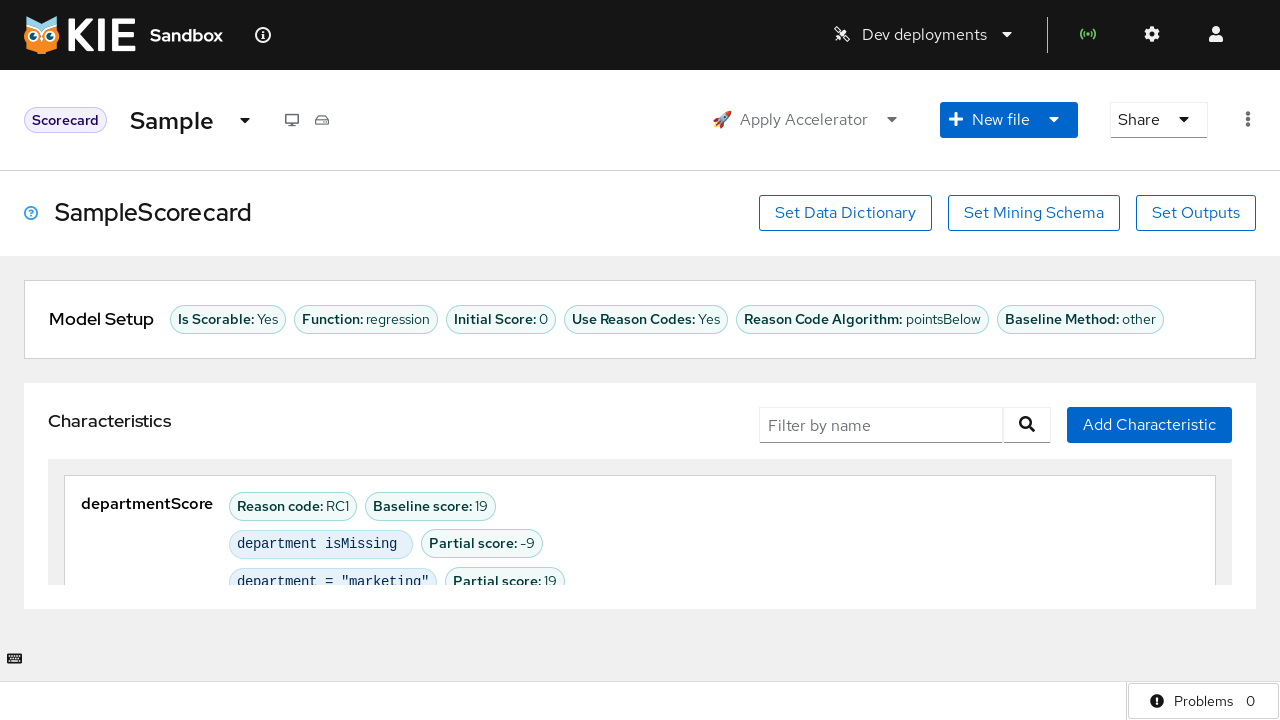 KIE Sandbox
Dev deployments
Scorecard
Sample
Apply Accelerator
New file
Share
SampleScorecard
Set Data Dictionary
Set Mining Schema
Set Outputs
Model Setup
Is Scorable: Yes
Function: regression
Initial Score: 0
Use Reason Codes: Yes
Reason Code Algorithm: pointsBelow
Baseline Method: other
Characteristics
Filter by name
Add Characteristic
departmentScore
Reason code: RC1
Baseline score: 19
department isMissing
Partial score: -9
department = "marketing"
Partial score: 19
Problems 0